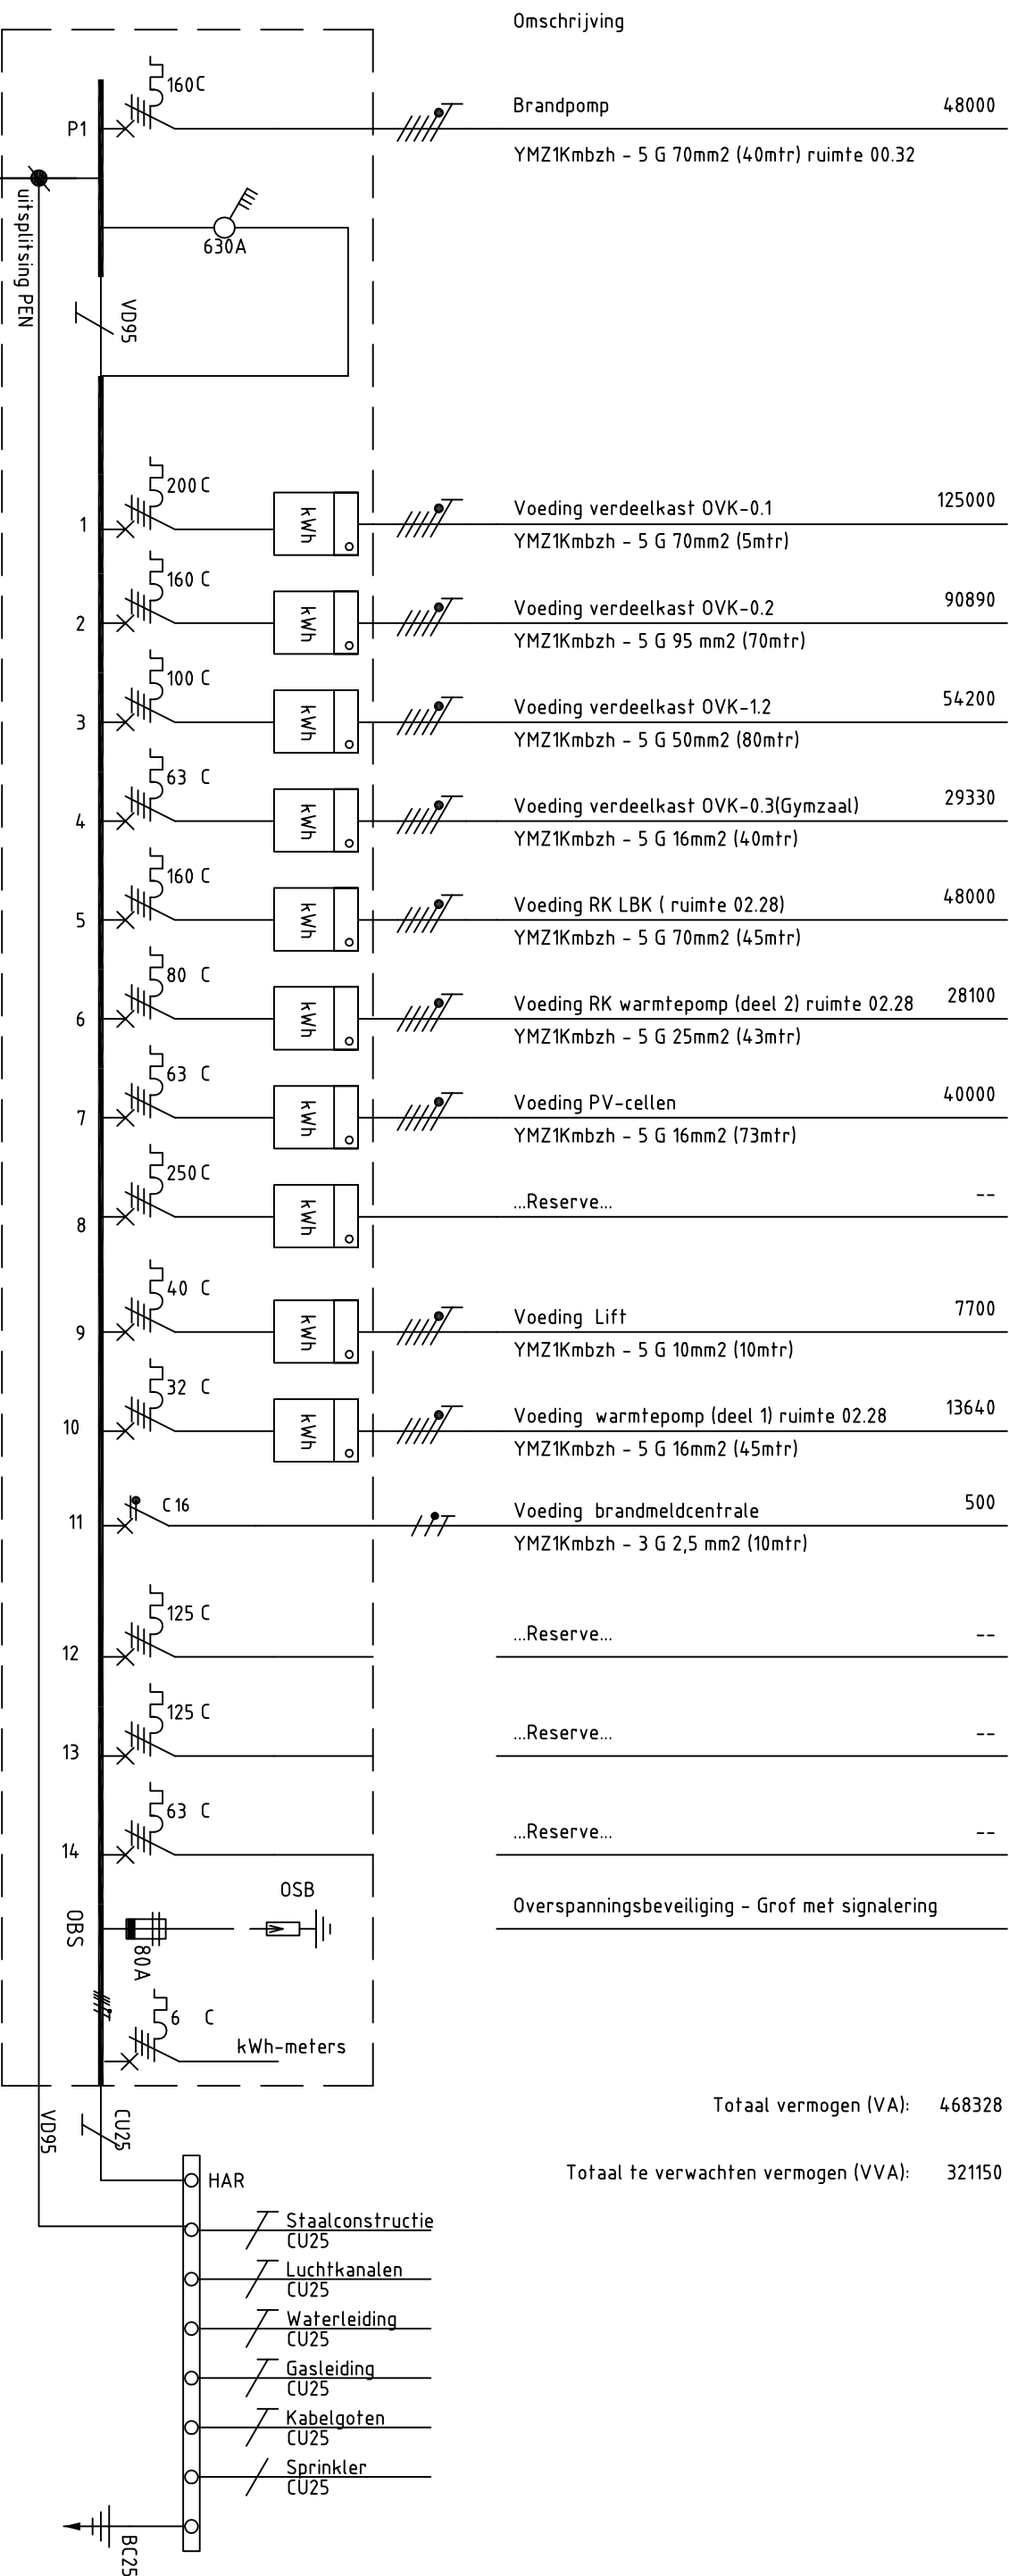 Omschrijving
160C
P1
Brandpomp 48000
YMZ1Kmbzh - 5 G 70mm2 (40mtr) ruimte 00.32
uitsplitsing PEN
630A
VD95
200 C
1
kWh
Voeding verdeelkast OVK-0.1 125000
YMZ1Kmbzh - 5 G 70mm2 (5mtr)
160 C
2
kWh
Voeding verdeelkast OVK-0.2 90890
YMZ1Kmbzh - 5 G 95 mm2 (70mtr)
100 C
3
kWh
Voeding verdeelkast OVK-1.2 54200
YMZ1Kmbzh - 5 G 50mm2 (80mtr)
63 C
4
kWh
Voeding verdeelkast OVK-0.3(Gymzaal) 29330
YMZ1Kmbzh - 5 G 16mm2 (40mtr)
160 C
5
kWh
Voeding RK LBK ( ruimte 02.28) 48000
YMZ1Kmbzh - 5 G 70mm2 (45mtr)
80 C
6
kWh
Voeding RK warmtepomp (deel 2) ruimte 02.28 28100
YMZ1Kmbzh - 5 G 25mm2 (43mtr)
63 C
7
kWh
Voeding PV-cellen 40000
YMZ1Kmbzh - 5 G 16mm2 (73mtr)
250 C
8
kWh
...Reserve... --
40 C
9
kWh
Voeding Lift 7700
YMZ1Kmbzh - 5 G 10mm2 (10mtr)
32 C
10
kWh
Voeding warmtepomp (deel 1) ruimte 02.28 13640
YMZ1Kmbzh - 5 G 16mm2 (45mtr)
C 16
11
Voeding brandmeldcentrale 500
YMZ1Kmbzh - 3 G 2,5 mm2 (10mtr)
125 C
12
...Reserve... --
125 C
13
...Reserve... --
63 C
14
...Reserve... --
OBS
80A
OSB
Overspanningsbeveiliging - Grof met signalering
6 C
kWh-meters
Totaal vermogen (VA): 468328
VD95
CU25
Totaal te verwachten vermogen (VVA): 321150
HAR
Staalconstructie
CU25
Luchtkanalen
CU25
Waterleiding
CU25
Gasleiding
CU25
Kabelgoten
CU25
Sprinkler
CU25
BC25